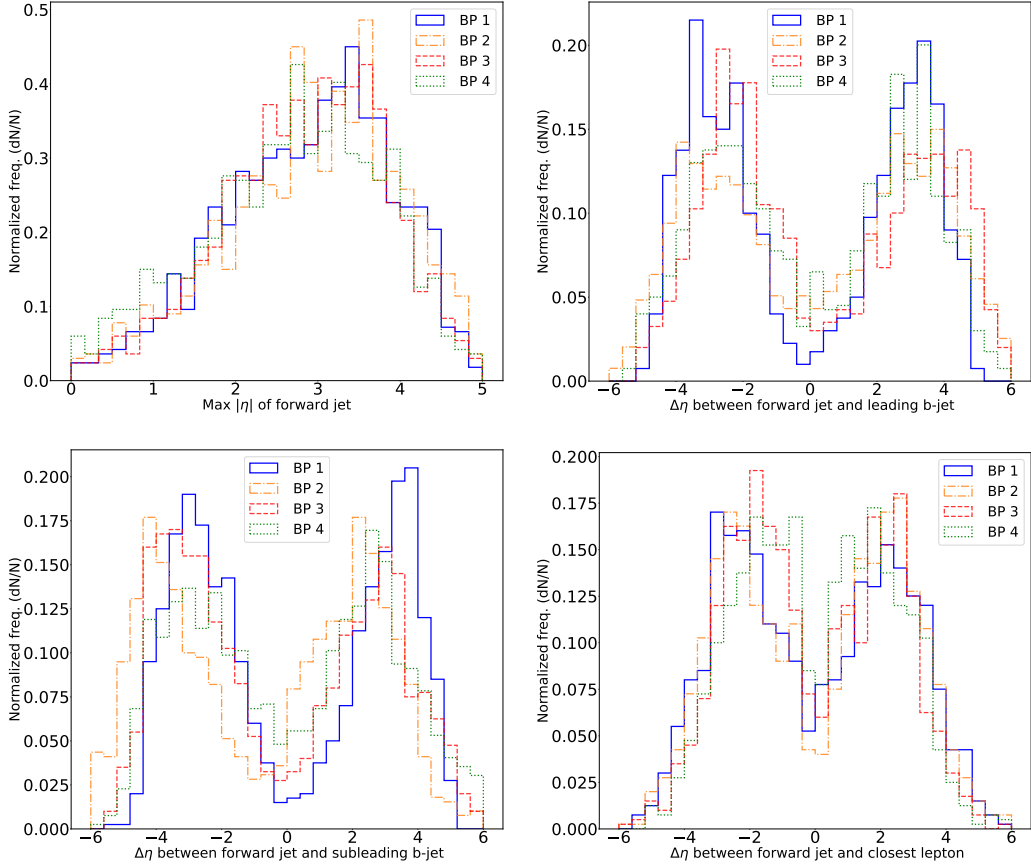 0.5
0.4
0.3
0.2
0.1
0.0
Normalized freq. (dN/N)
BP 1
BP 2
BP 3
BP 4
0 1 2 3 4 5
Max |η| of forward jet
0.20
0.15
0.10
0.05
0.00
Normalized freq. (dN/N)
BP 1
BP 2
BP 3
BP 4
−6 −4 −2 0 2 4 6
Δη between forward jet and leading b-jet
0.200
0.175
0.150
0.125
0.100
0.075
0.050
0.025
0.000
Normalized freq. (dN/N)
BP 1
BP 2
BP 3
BP 4
−6 −4 −2 0 2 4 6
Δη between forward jet and subleading b-jet
0.200
0.175
0.150
0.125
0.100
0.075
0.050
0.025
0.000
Normalized freq. (dN/N)
BP 1
BP 2
BP 3
BP 4
−6 −4 −2 0 2 4 6
Δη between forward jet and closest lepton